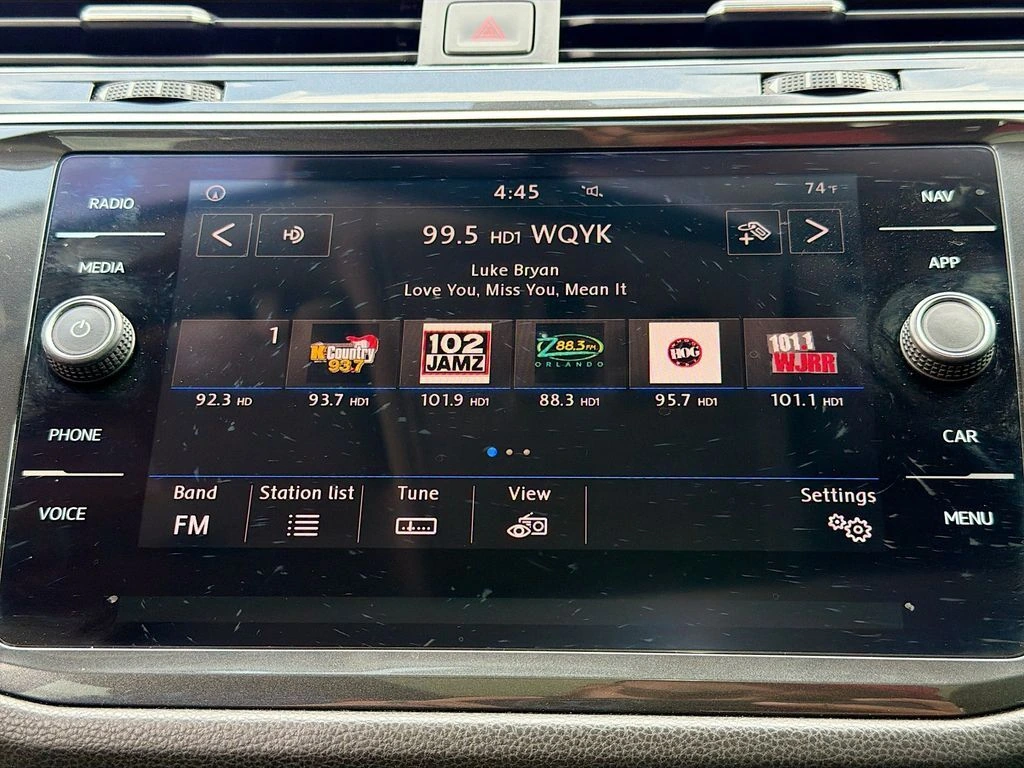 RADIO
MEDIA
PHONE
VOICE
4:45
74°F
HD
99.5 HD1 WQYK
Luke Bryan
Love You, Miss You, Mean It
1
K Country
93.7
102
JAMZ
Z88.3 FM
ORLANDO
HOG
101.1
WJRR
92.3 HD
93.7 HD1
101.9 HD1
88.3 HD1
95.7 HD1
101.1 HD1
Band
FM
Station list
Tune
View
Settings
NAV
APP
CAR
MENU